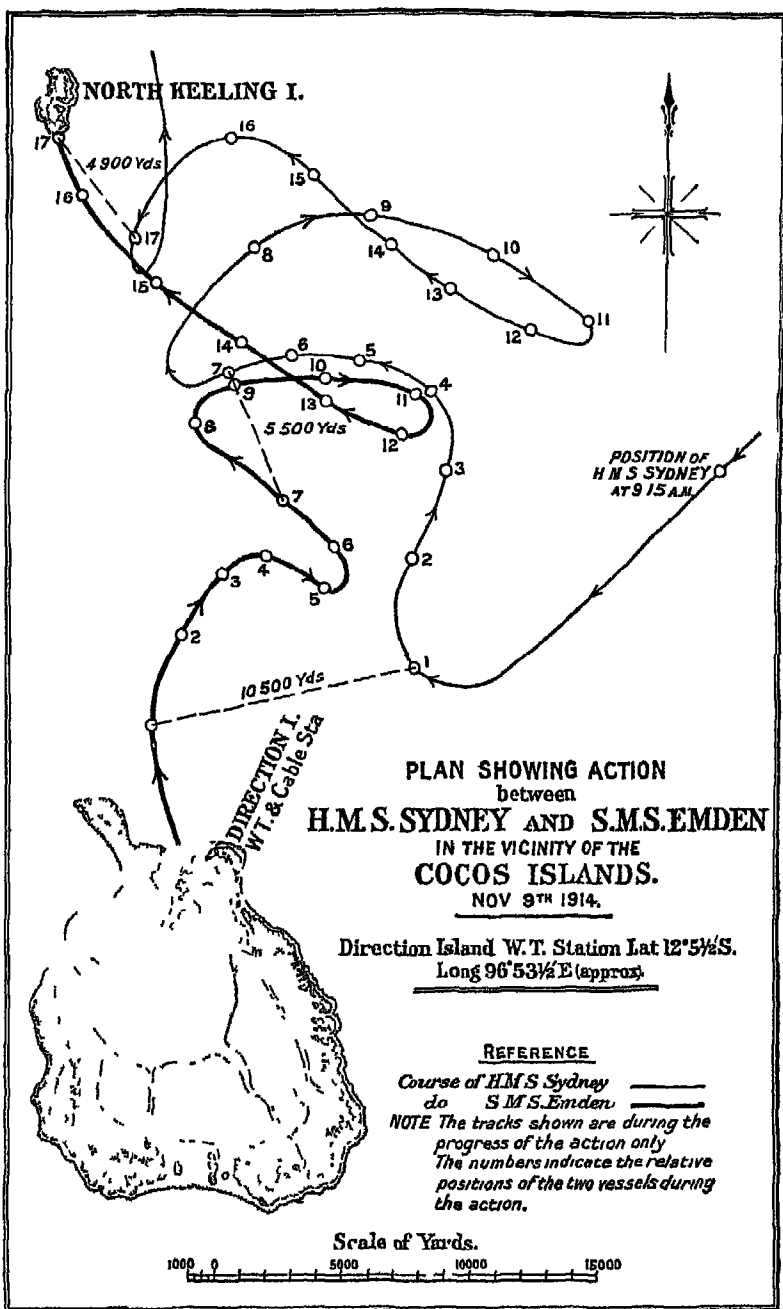 NORTH KEELING I.
17
4900 Yds
16
16
15
17
15
9
8
14
10
13
12
11
14
6
5
7
10
4
9
13
11
5500 Yds
8
12
POSITION OF
H M S SYDNEY
AT 9 15 A.M.
3
7
6
2
4
3
5
2
1
10 500 Yds
DIRECTION I.
W T. & Cable Sta
PLAN SHOWING ACTION
between
H.M.S. SYDNEY AND S.M.S. EMDEN
IN THE VICINITY OF THE
COCOS ISLANDS.
NOV 9TH 1914.
Direction Island W.T. Station Lat 12°5½'S.
Long 96°53½'E (approx).
REFERENCE
Course of H M S Sydney
do S M S. Emden
NOTE The tracks shown are during the
progress of the action only
The numbers indicate the relative
positions of the two vessels during
the action.
Scale of Yards.
1000 0 5000 10000 15000